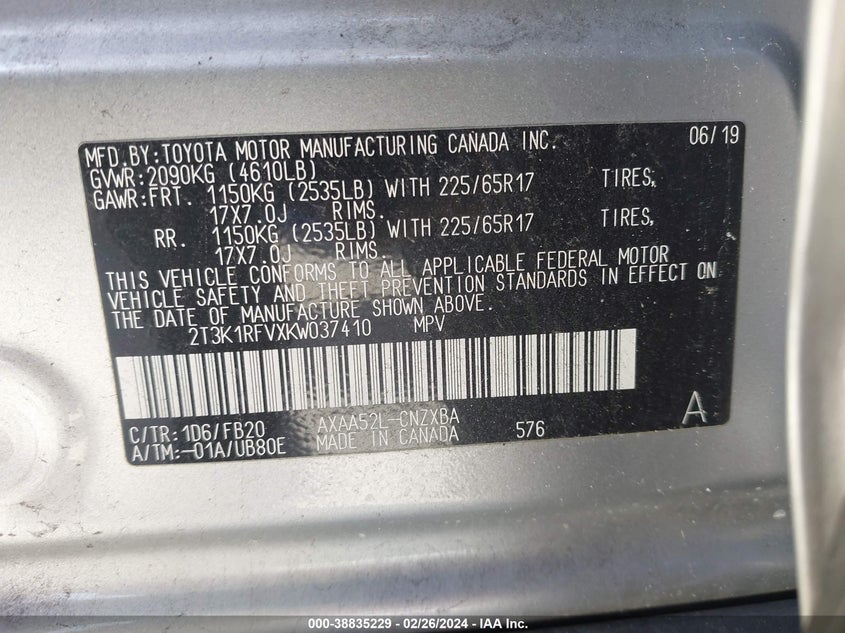 MFD.BY:TOYOTA MOTOR MANUFACTURING CANADA INC. 06/19
GVWR:2090KG (4610LB)
GAWR:FRT. 1150KG (2535LB) WITH 225/65R17 TIRES,
17X7.0J RIMS.
RR. 1150KG (2535LB) WITH 225/65R17 TIRES,
17X7.0J RIMS.
THIS VEHICLE CONFORMS TO ALL APPLICABLE FEDERAL MOTOR
VEHICLE SAFETY AND THEFT PREVENTION STANDARDS IN EFFECT ON
THE DATE OF MANUFACTURE SHOWN ABOVE.
2T3K1RFVXKW037410 MPV
C/TR:1D6/FB20 AXAA52L-CNZXBA A
A/TM:-01A/UB80E MADE IN CANADA 576
000-38835229 - 02/26/2024 - IAA Inc.